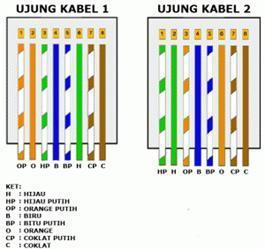 UJUNG KABEL 1
UJUNG KABEL 2
1 2 3 4 5 6 7 8
1 2 3 4 5 6 7 8
OP O HP B BP H CP C
HP H OP B BP O CP C
KET:
H : HIJAU
HP : HIJAU PUTIH
OP : ORANGE PUTIH
B : BIRU
BP : BITU PUTIH
O : ORANGE
CP : COKLAT PUTIH
C : COKLAT